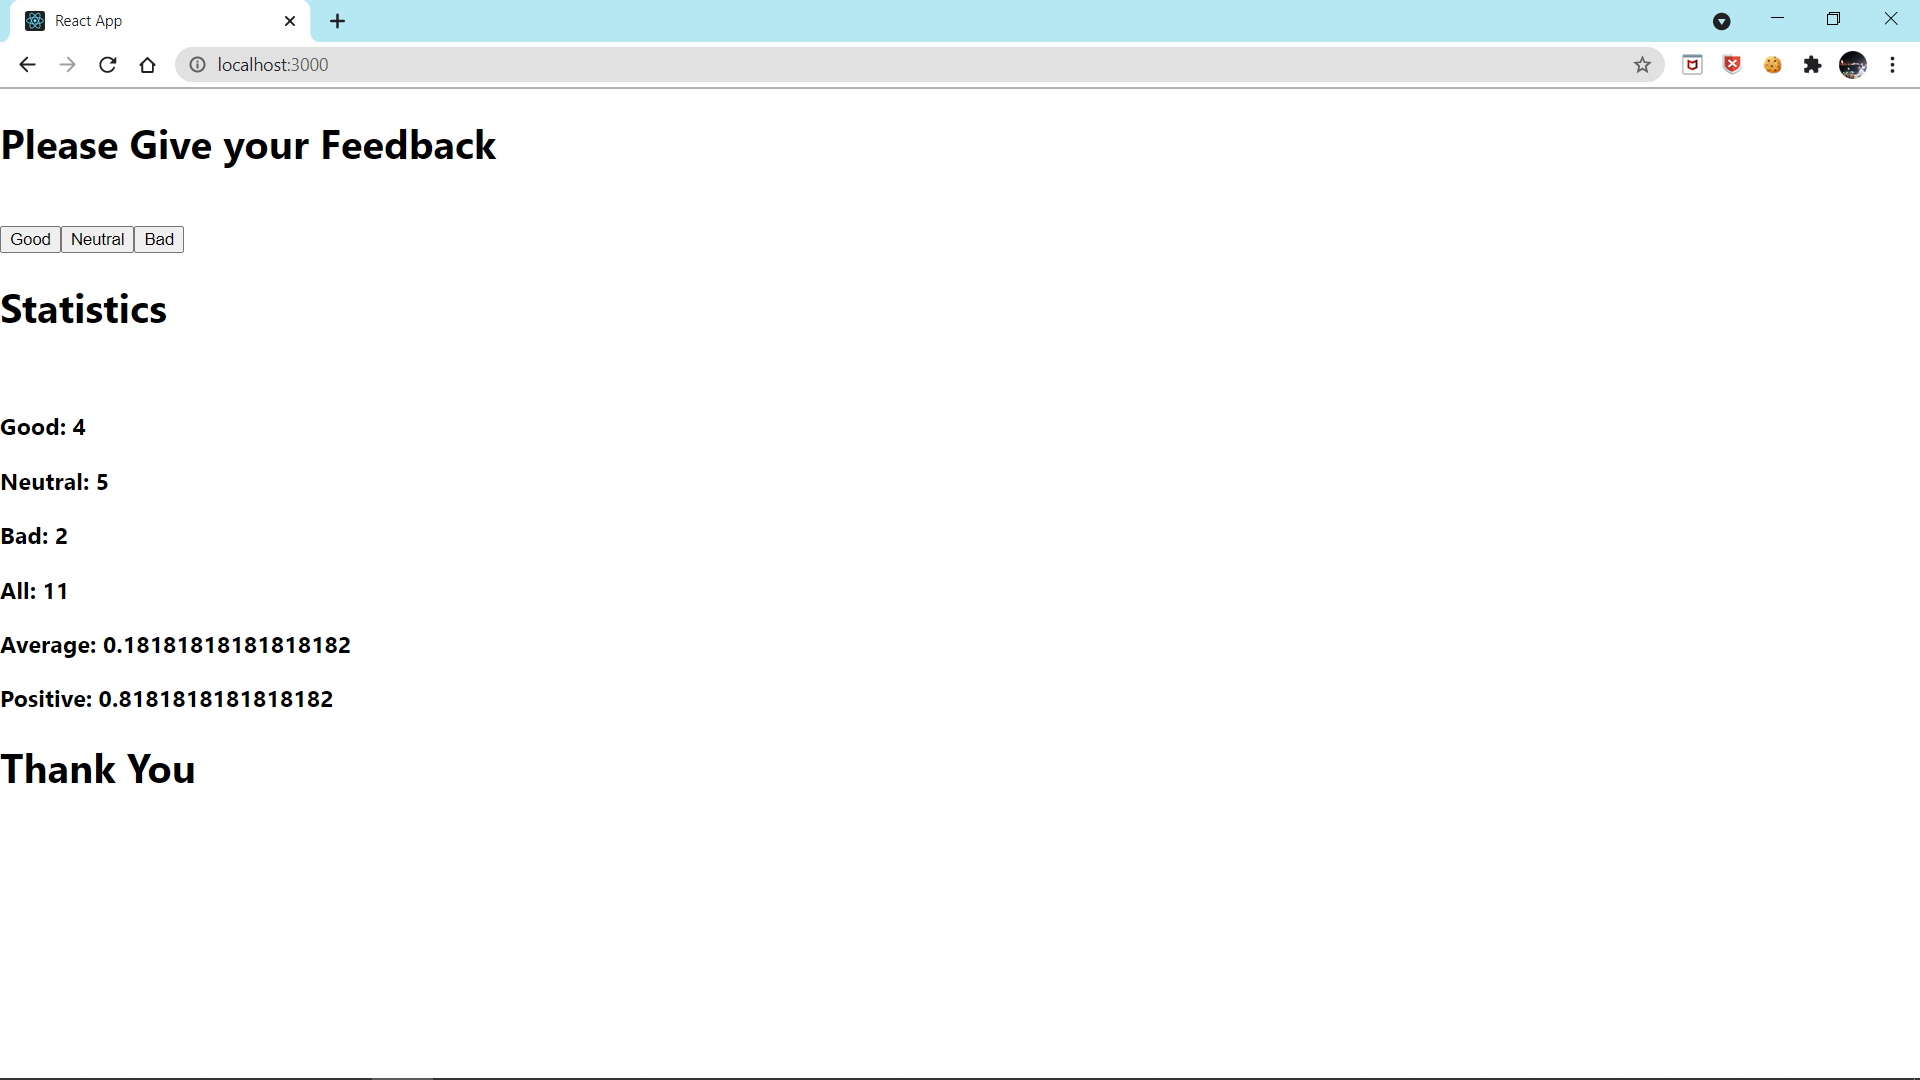 React App
localhost:3000
Please Give your Feedback
Good Neutral Bad
Statistics
Good: 4
Neutral: 5
Bad: 2
All: 11
Average: 0.18181818181818182
Positive: 0.8181818181818182
Thank You